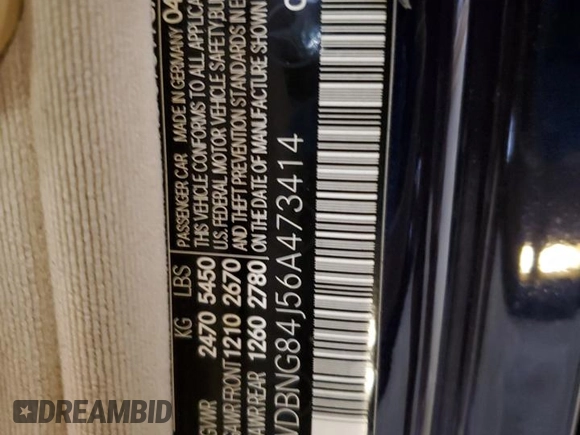 PASSENGER CAR MADE IN GERMANY 04
KG LBS THIS VEHICLE CONFORMS TO ALL APPLICA
GVWR 2470 5450 U.S. FEDERAL MOTOR VEHICLE SAFETY BU
GAWR FRONT 1210 2670 AND THEFT PREVENTION STANDARDS IN E
GAWR REAR 1260 2780 ON THE DATE OF MANUFACTURE SHOWN
WDBNG84J56A473414
DREAMBID